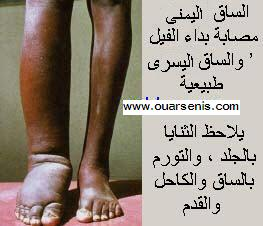 الساق اليمنى
مصابة بداء الفيل
' والساق اليسرى
طبيعية
www.ouarsenis.com
يلاحظ الثنايا
بالجلد ، والتورم
بالساق والكاحل
والقدم